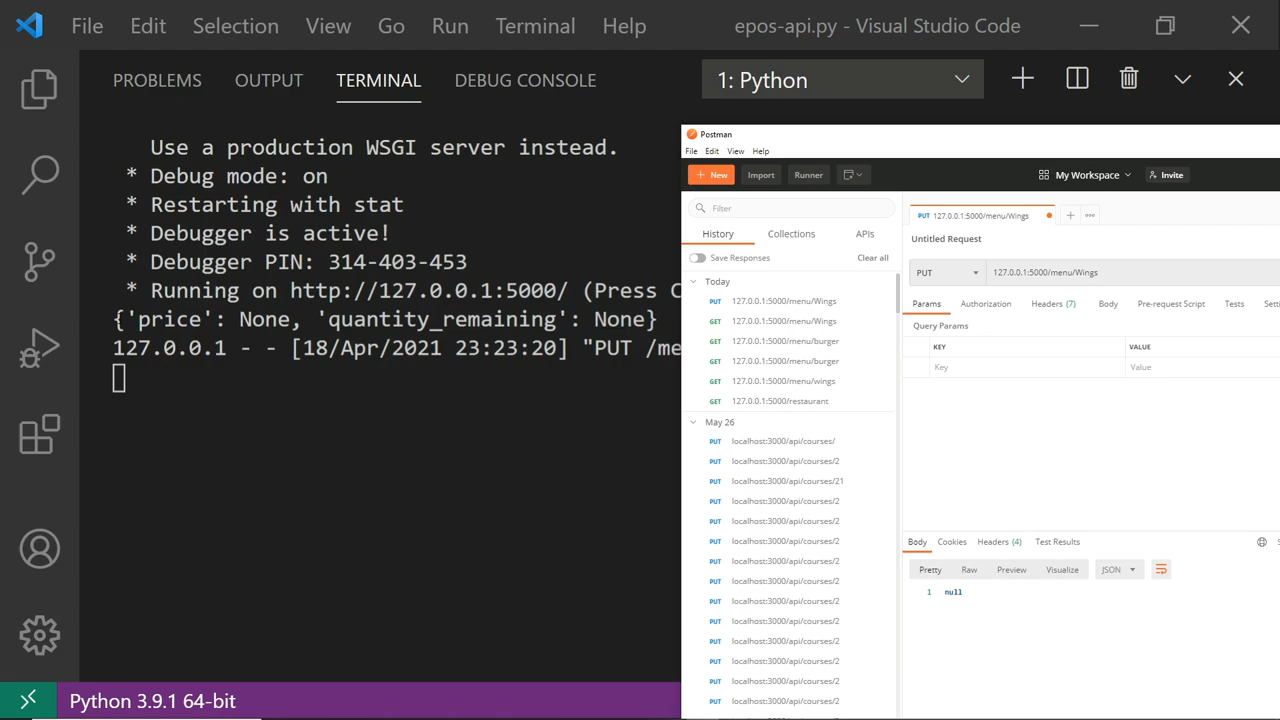 File Edit Selection View Go Run Terminal Help epos-api.py - Visual Studio Code
PROBLEMS OUTPUT TERMINAL DEBUG CONSOLE 1: Python
Use a production WSGI server instead.
* Debug mode: on
* Restarting with stat
* Debugger is active!
* Debugger PIN: 314-403-453
* Running on http://127.0.0.1:5000/ (Press C
{'price': None, 'quantity_remaining': None}
127.0.0.1 - - [18/Apr/2021 23:23:20] "PUT /me
Python 3.9.1 64-bit
Postman
File Edit View Help
+ New Import Runner My Workspace Invite
Filter
History Collections APIs
Save Responses Clear all
Today
PUT 127.0.0.1:5000/menu/Wings
GET 127.0.0.1:5000/menu/Wings
GET 127.0.0.1:5000/menu/burger
GET 127.0.0.1:5000/menu/burger
GET 127.0.0.1:5000/menu/wings
GET 127.0.0.1:5000/restaurant
May 26
PUT localhost:3000/api/courses/
PUT localhost:3000/api/courses/2
PUT localhost:3000/api/courses/21
PUT localhost:3000/api/courses/2
PUT localhost:3000/api/courses/2
PUT localhost:3000/api/courses/2
PUT localhost:3000/api/courses/2
PUT localhost:3000/api/courses/2
PUT localhost:3000/api/courses/2
PUT localhost:3000/api/courses/2
PUT localhost:3000/api/courses/2
PUT localhost:3000/api/courses/2
PUT localhost:3000/api/courses/2
PUT localhost:3000/api/courses/2
PUT 127.0.0.1:5000/menu/Wings
Untitled Request
PUT 127.0.0.1:5000/menu/Wings
Params Authorization Headers (7) Body Pre-request Script Tests Setti
Query Params
KEY VALUE
Key Value
Body Cookies Headers (4) Test Results
Pretty Raw Preview Visualize JSON
1 null